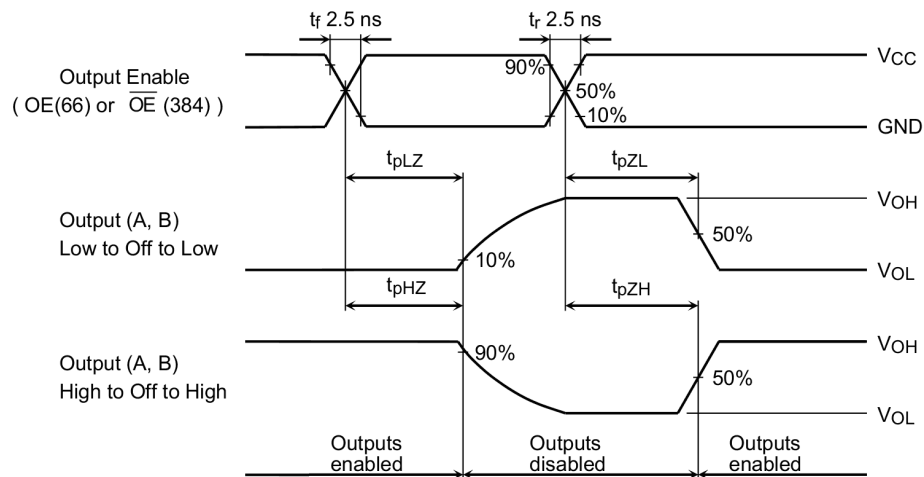 tf 2.5 ns
tr 2.5 ns
VCC
90%
Output Enable
( OE(66) or OE (384) )
50%
10%
GND
tpLZ
tpZL
VOH
Output (A, B)
Low to Off to Low
50%
10%
VOL
tpHZ
tpZH
VOH
90%
Output (A, B)
High to Off to High
50%
VOL
Outputs
enabled
Outputs
disabled
Outputs
enabled